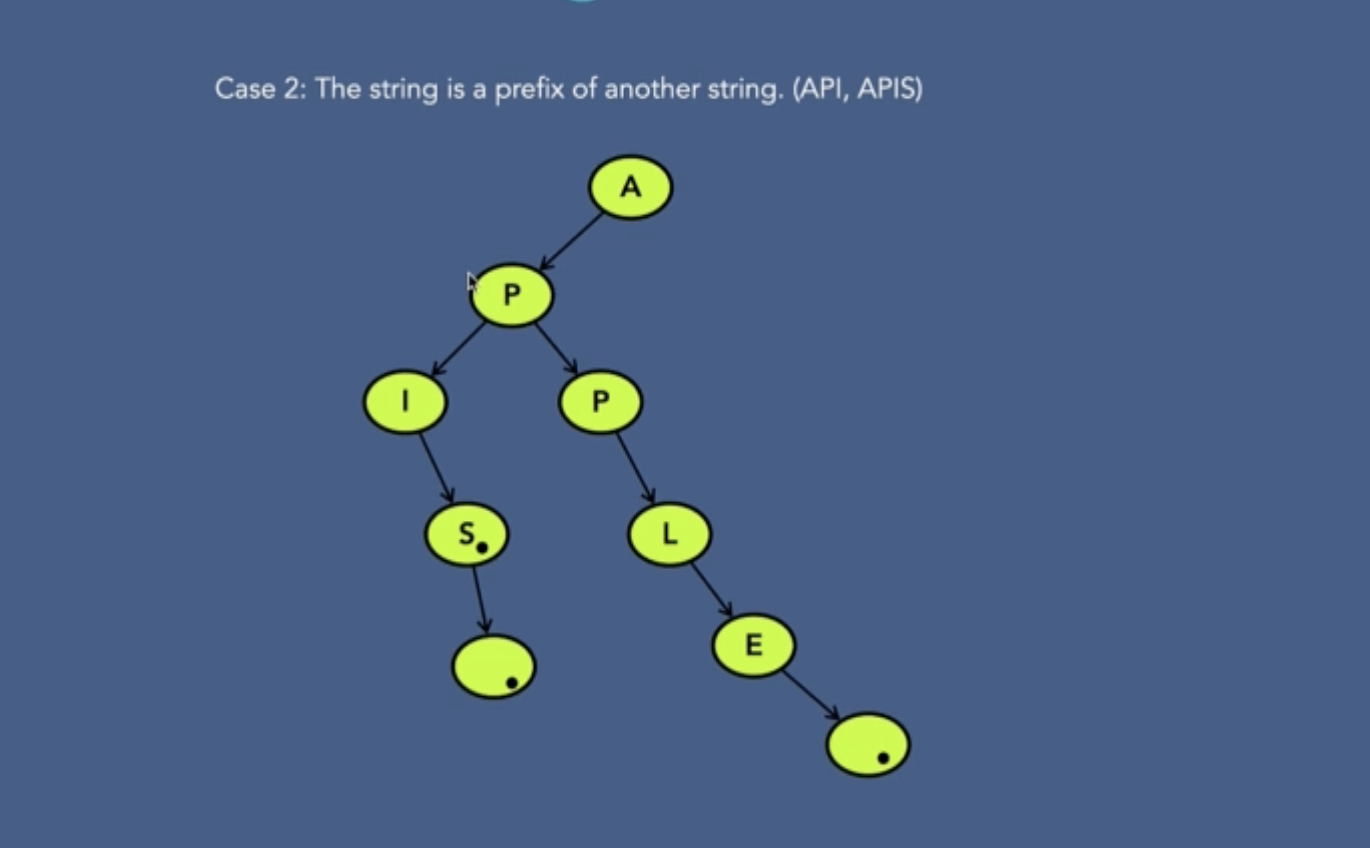 Case 2: The string is a prefix of another string. (API, APIS)
A
P
I P
S. L
E